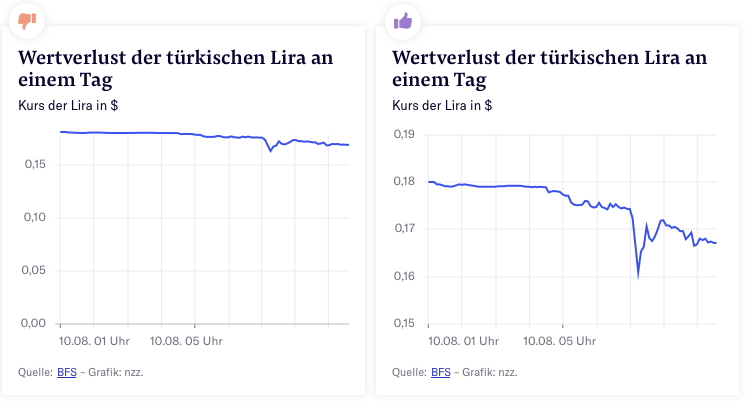 Wertverlust der türkischen Lira an
einem Tag
Kurs der Lira in $
0,15
0,10
0,05
0,00
10.08. 01 Uhr 10.08. 05 Uhr
Quelle: BFS – Grafik: nzz.
Wertverlust der türkischen Lira an
einem Tag
Kurs der Lira in $
0,19
0,18
0,17
0,16
0,15
10.08. 01 Uhr 10.08. 05 Uhr
Quelle: BFS – Grafik: nzz.